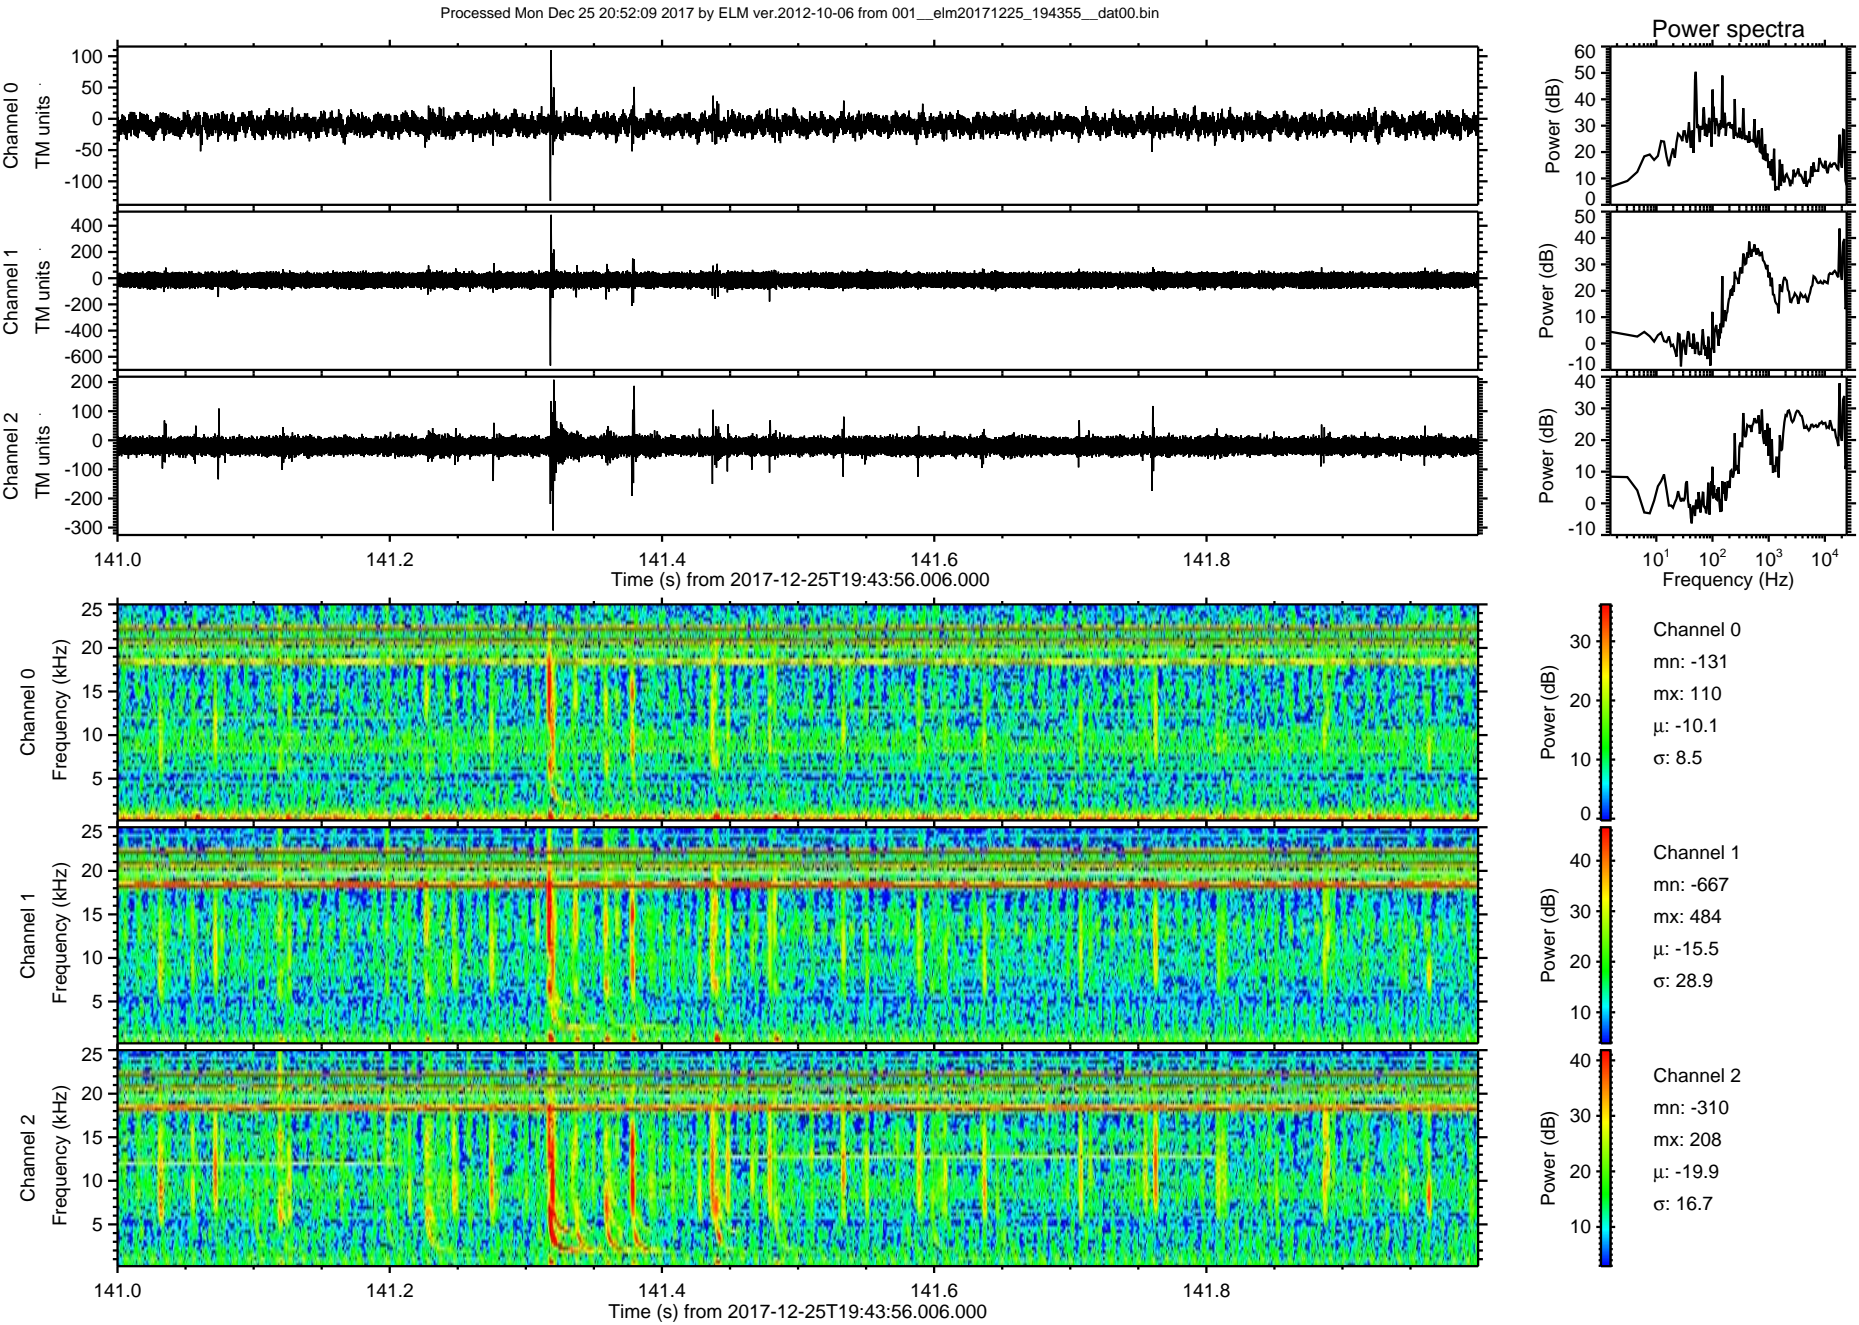 Processed Mon Dec 25 20:52:09 2017 by ELM ver.2012-10-06 from 001__elm20171225_194355__dat00.bin
Power spectra
Channel 0
TM units
100
50
0
-50
-100
Power (dB)
60
50
40
30
20
10
0
Channel 1
TM units
400
200
0
-200
-400
-600
Power (dB)
50
40
30
20
10
0
-10
Channel 2
TM units
200
100
0
-100
-200
-300
Power (dB)
40
30
20
10
0
-10
141.0 141.2 141.4 141.6 141.8
Time (s) from 2017-12-25T19:43:56.006.000
10¹ 10² 10³ 10⁴
Frequency (Hz)
Channel 0
Frequency (kHz)
25
20
15
10
5
Power (dB)
30
20
10
0
Channel 0
mn: -131
mx: 110
μ: -10.1
σ: 8.5
Channel 1
Frequency (kHz)
25
20
15
10
5
Power (dB)
40
30
20
10
Channel 1
mn: -667
mx: 484
μ: -15.5
σ: 28.9
Channel 2
Frequency (kHz)
25
20
15
10
5
Power (dB)
40
30
20
10
Channel 2
mn: -310
mx: 208
μ: -19.9
σ: 16.7
141.0 141.2 141.4 141.6 141.8
Time (s) from 2017-12-25T19:43:56.006.000